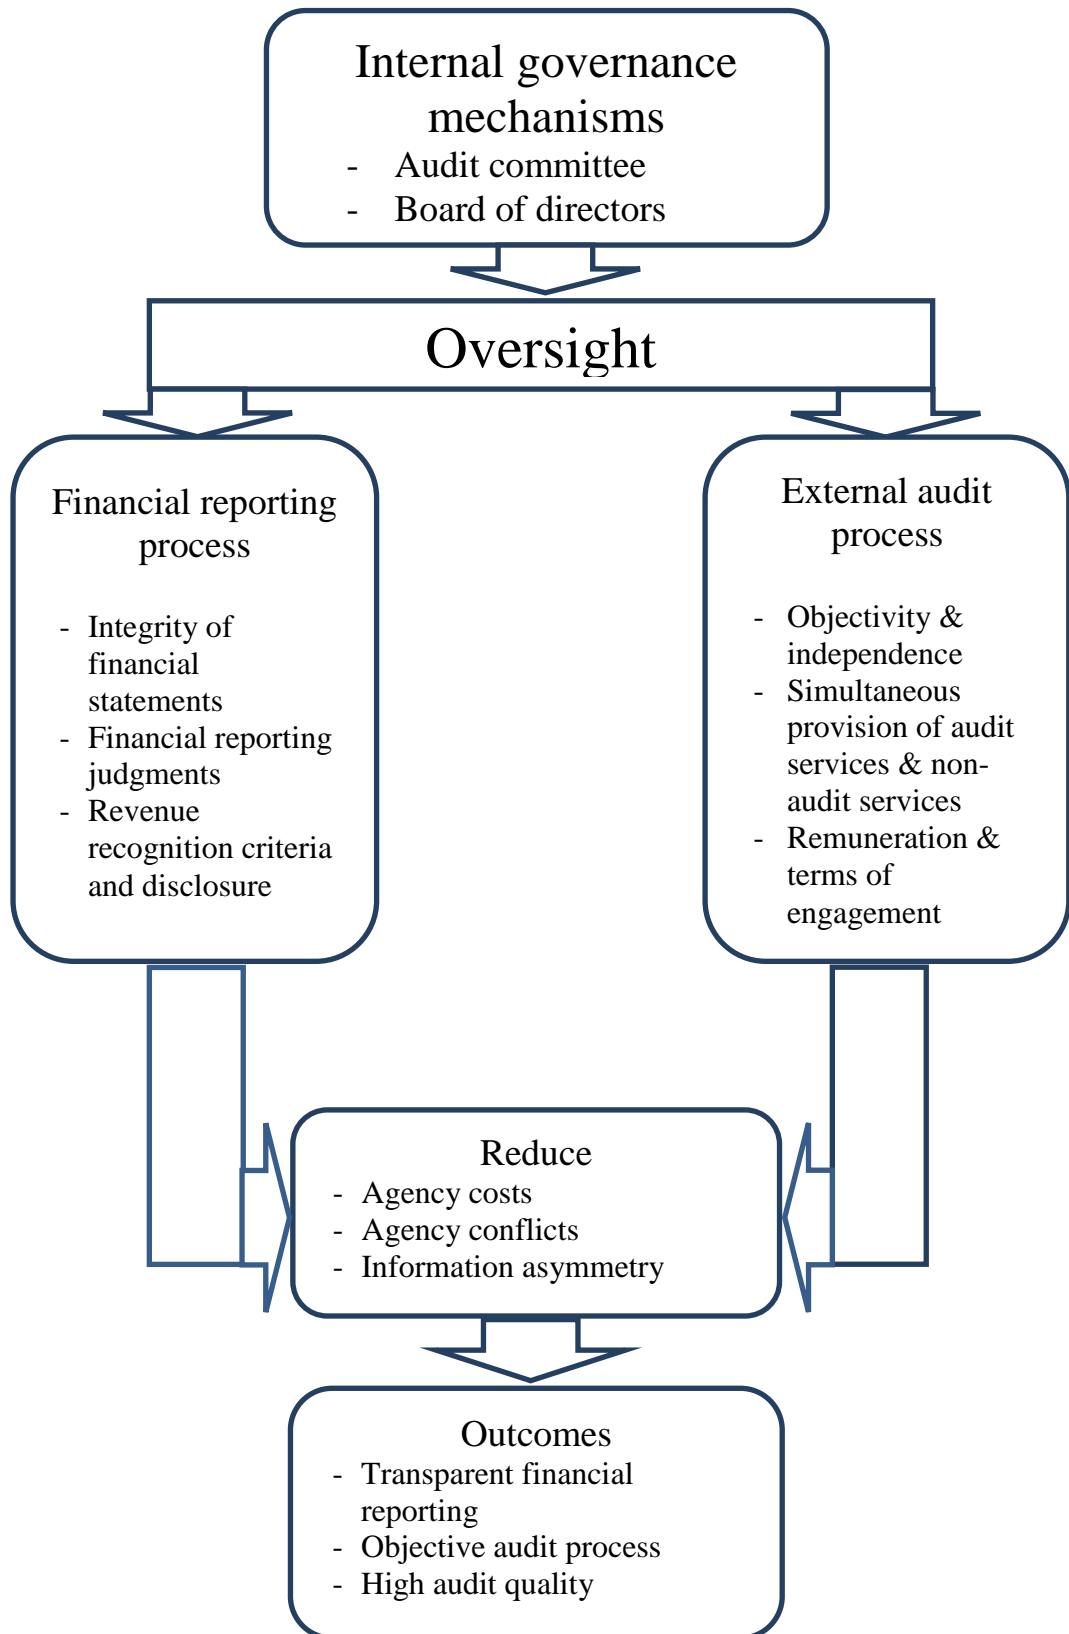 Internal governance
mechanisms
- Audit committee
- Board of directors
Oversight
Financial reporting
process
- Integrity of
financial
statements
- Financial reporting
judgments
- Revenue
recognition criteria
and disclosure
External audit
process
- Objectivity &
independence
- Simultaneous
provision of audit
services & non-
audit services
- Remuneration &
terms of
engagement
Reduce
- Agency costs
- Agency conflicts
- Information asymmetry
Outcomes
- Transparent financial
reporting
- Objective audit process
- High audit quality